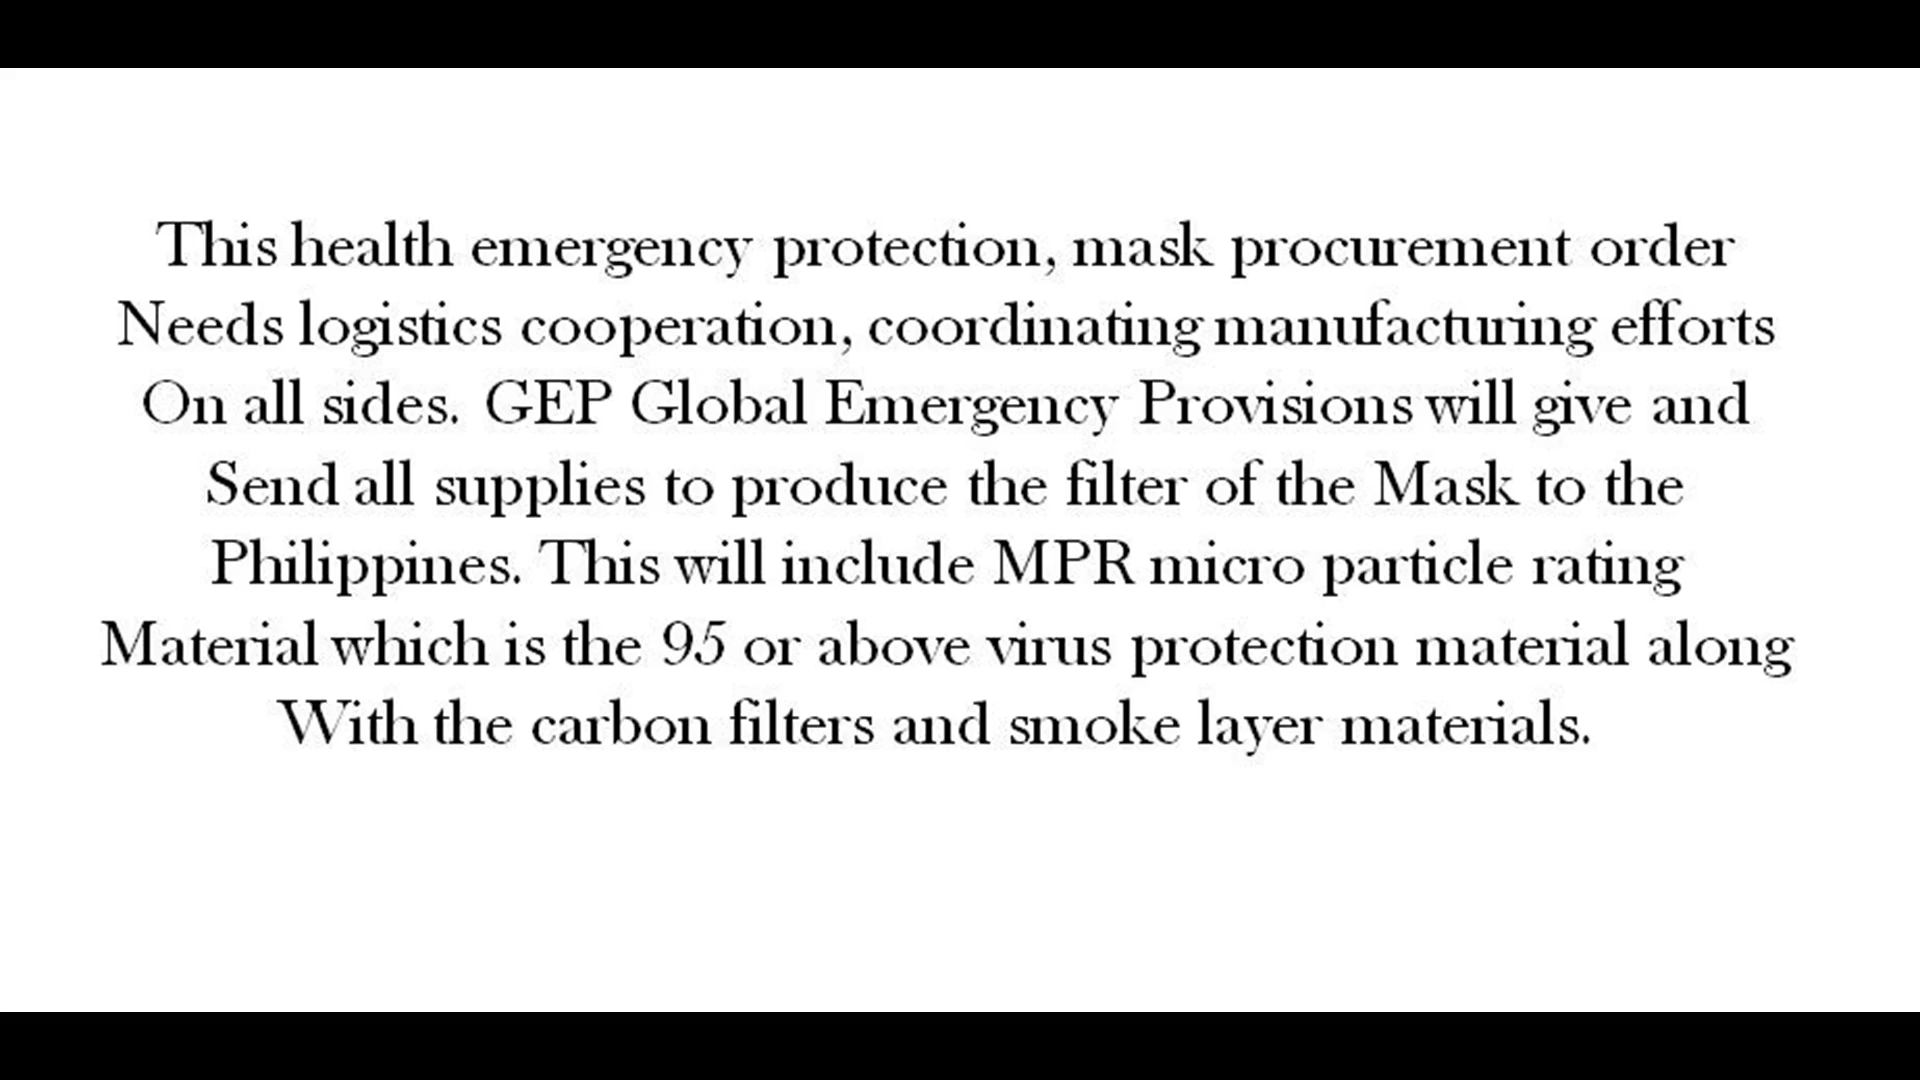 This health emergency protection, mask procurement order
Needs logistics cooperation, coordinating manufacturing efforts
On all sides. GEP Global Emergency Provisions will give and
Send all supplies to produce the filter of the Mask to the
Philippines. This will include MPR micro particle rating
Material which is the 95 or above virus protection material along
With the carbon filters and smoke layer materials.